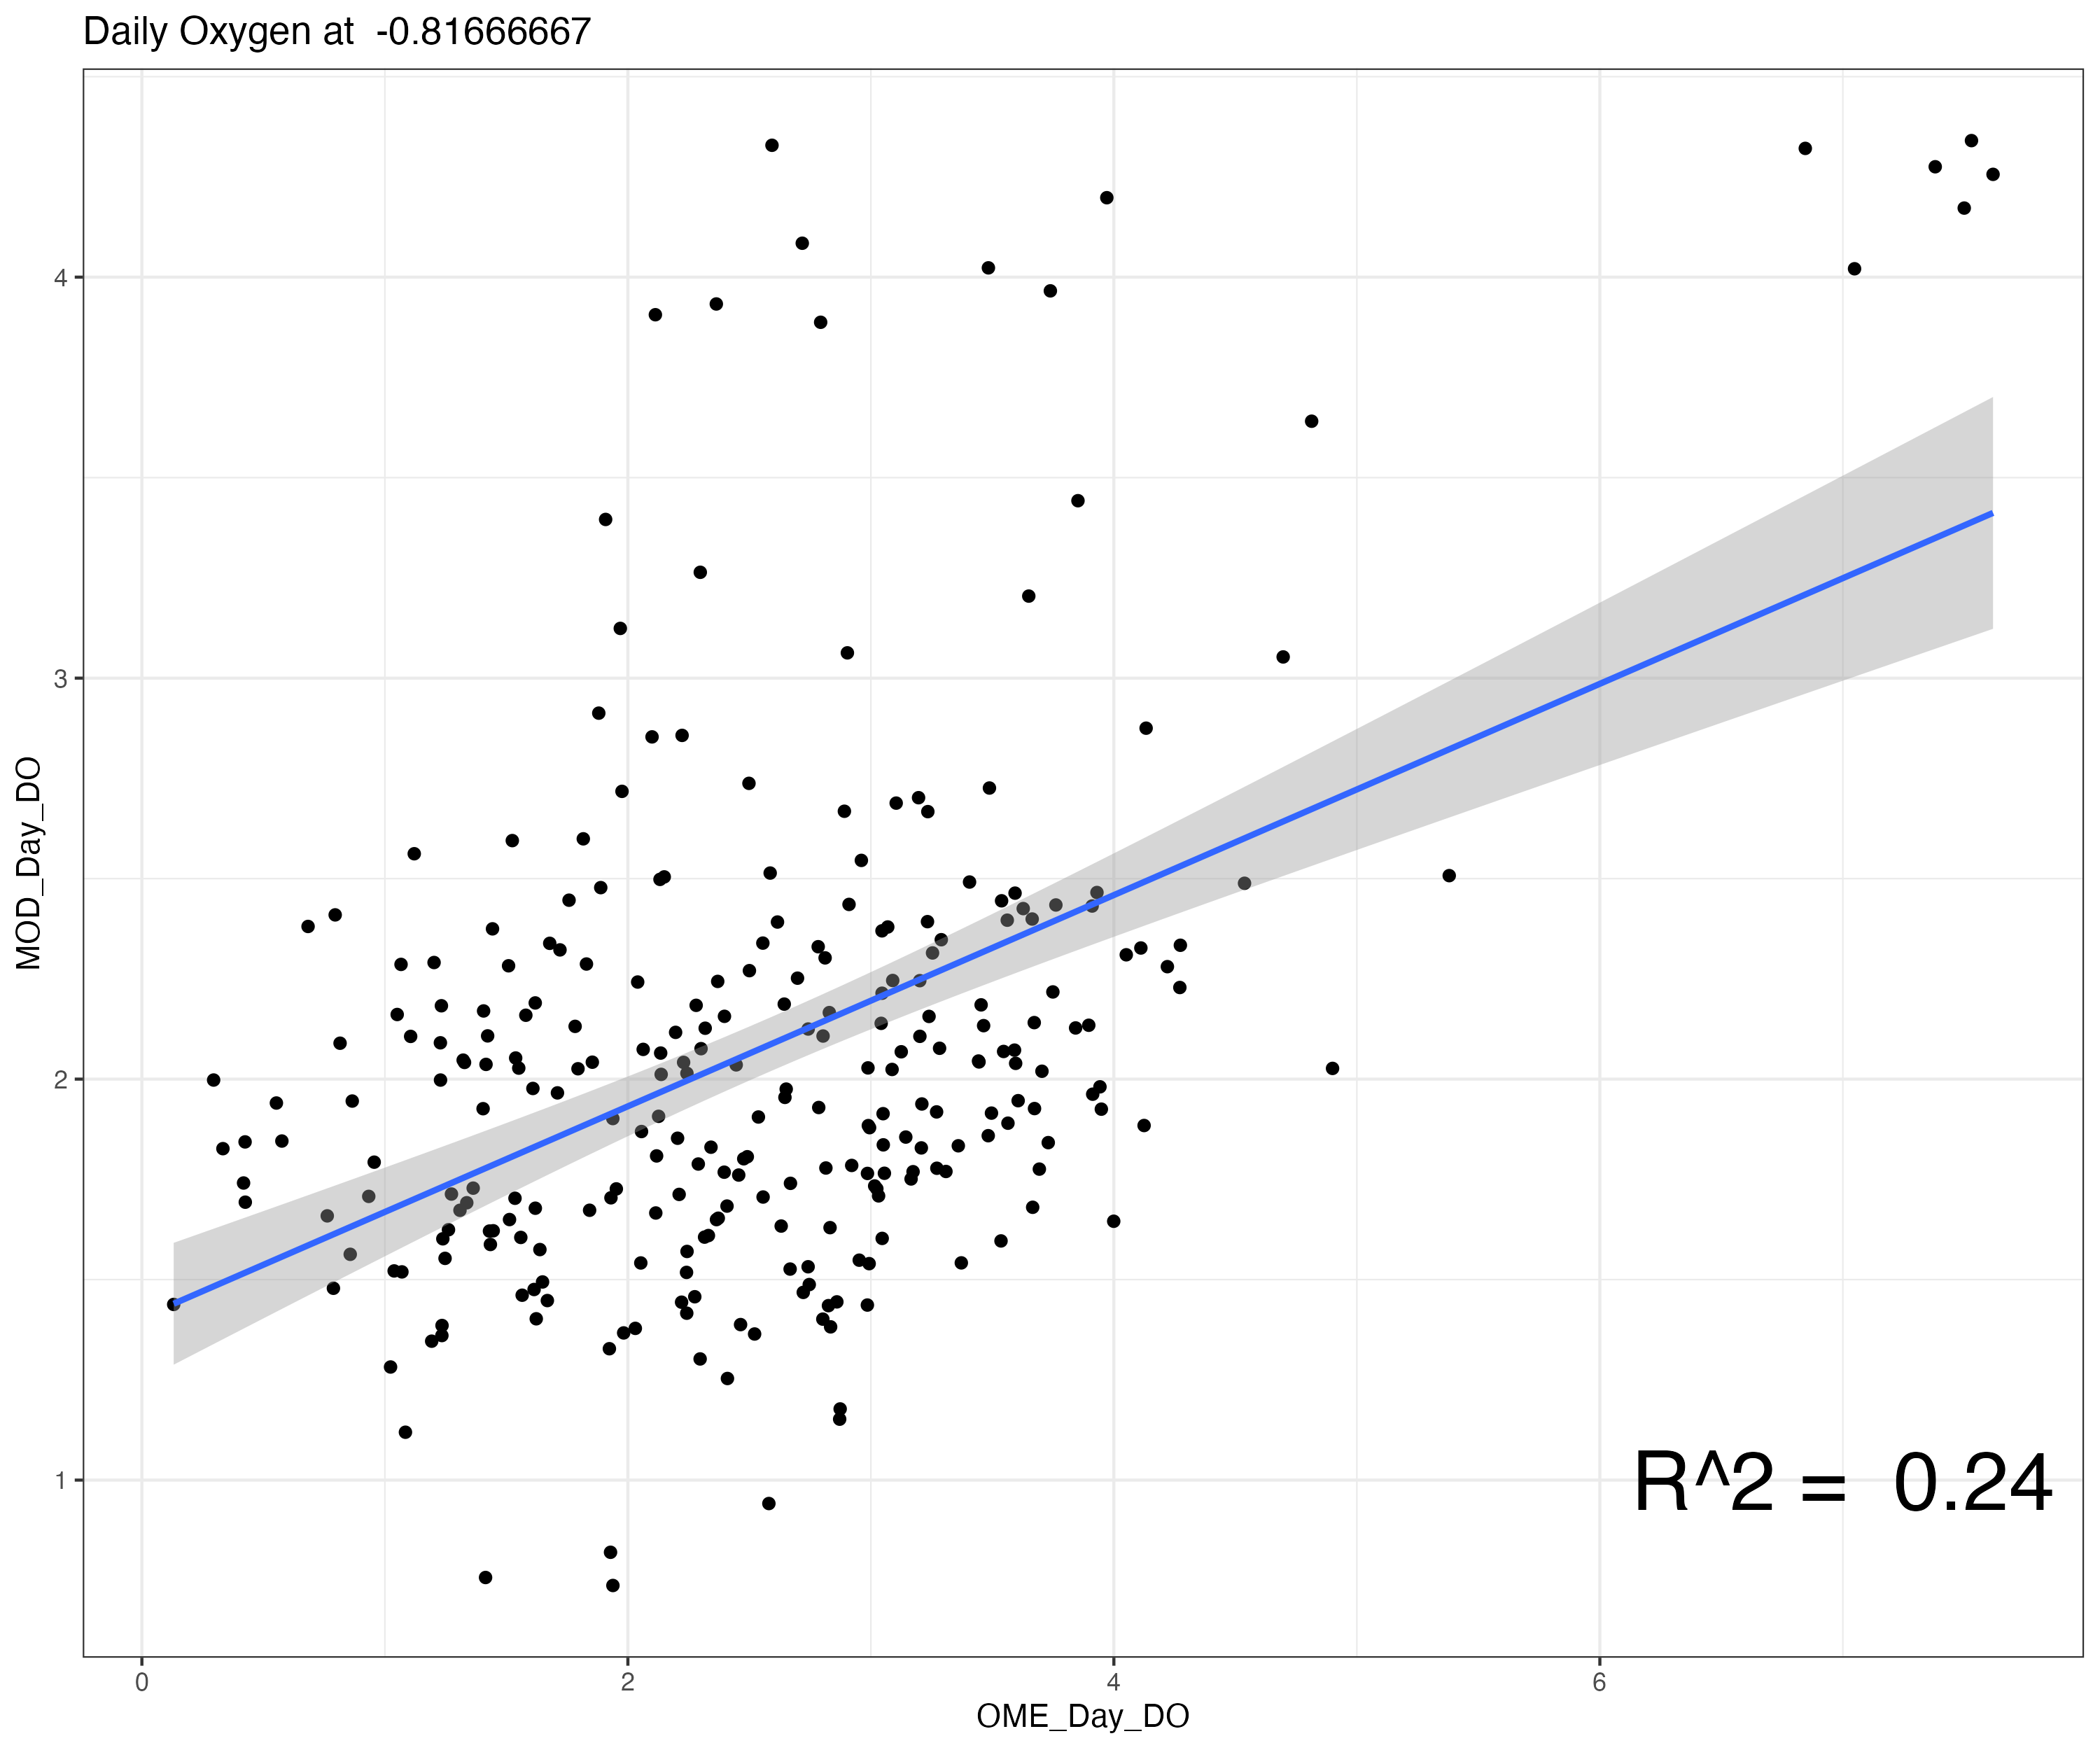 Daily Oxygen at  -0.81666667
4
3
2
1
MOD_Day_DO
R^2 =  0.24
0 2 4 6
OME_Day_DO